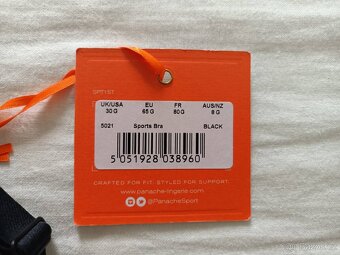 SPT1ST
UK/USA EU FR AUS/NZ
30 G 65 G 80 G 8 G
5021 Sports Bra BLACK
5 051928 038960
CRAFTED FOR FIT. STYLED FOR SUPPORT.
www.panache-lingerie.com
@PanacheSport